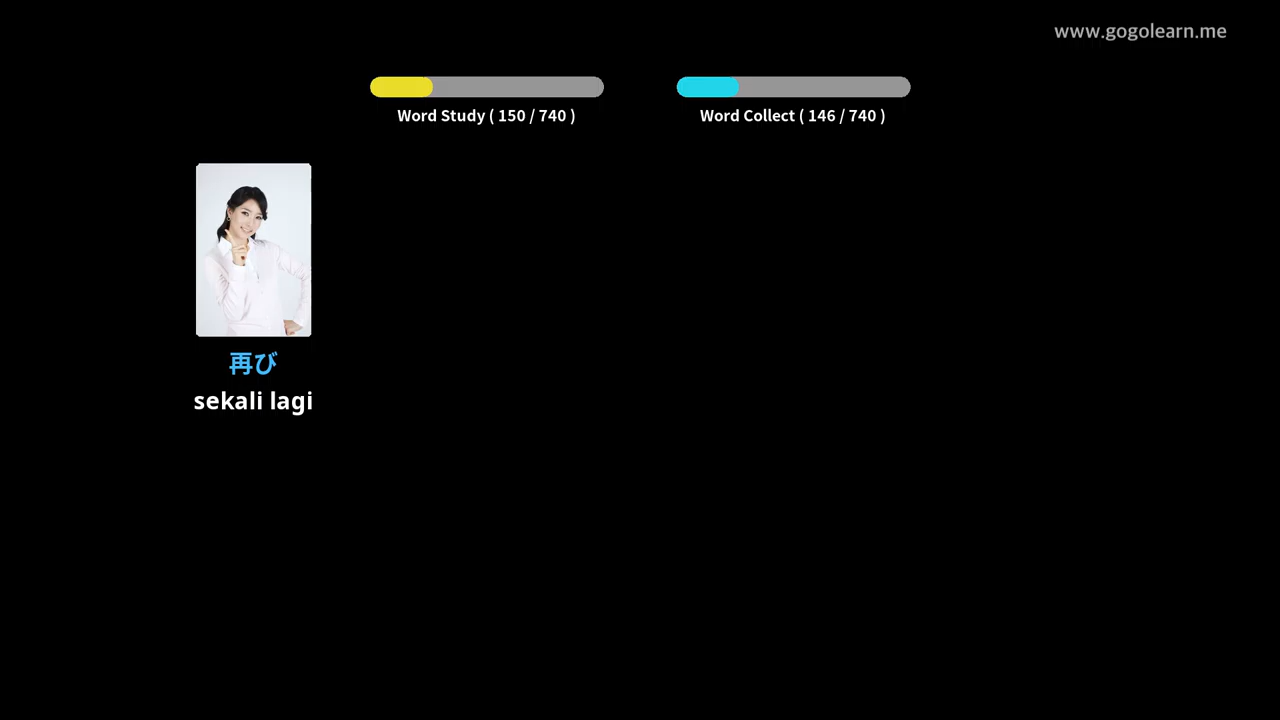 www.gogolearn.me
Word Study ( 150 / 740 )
Word Collect ( 146 / 740 )
再び
sekali lagi